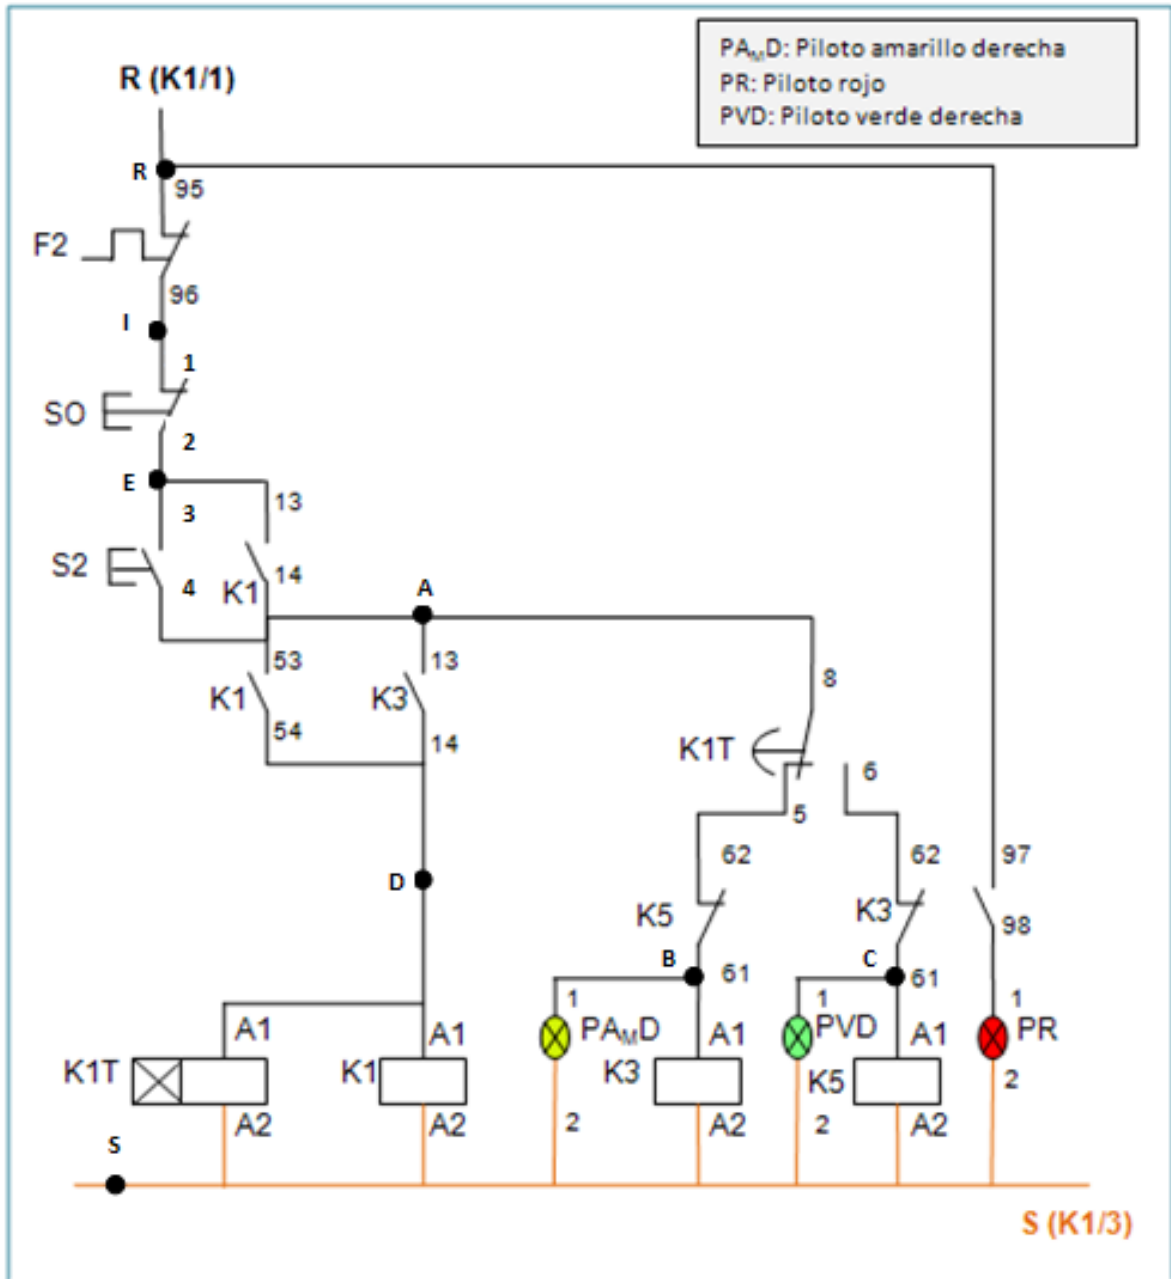 PAMD: Piloto amarillo derecha
PR: Piloto rojo
PVD: Piloto verde derecha
R (K1/1)
R
95
F2
96
I
1
SO
2
E
3
13
S2
4
14
K1
A
53
13
8
K1
K3
54
14
K1T
6
5
62
62
97
D
K5
K3
98
B
61
C
61
1
1
1
A1
A1
PAMD
A1
PVD
A1
PR
K1T
K1
K3
K5
2
A2
A2
2
A2
2
A2
S
S (K1/3)